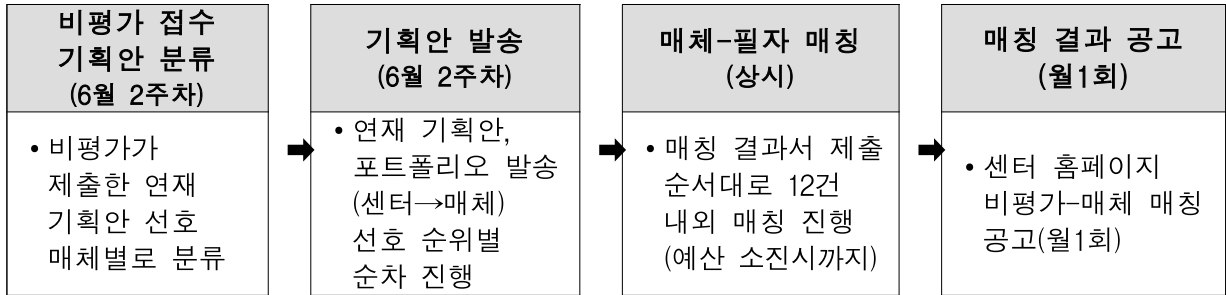 비평가 접수
기획안 분류
(6월 2주차)
• 비평가가
제출한 연재
기획안 선호
매체별로 분류
➡
기획안 발송
(6월 2주차)
• 연재 기획안,
포트폴리오 발송
(센터→매체)
선호 순위별
순차 진행
➡
매체-필자 매칭
(상시)
• 매칭 결과서 제출
순서대로 12건
내외 매칭 진행
(예산 소진시까지)
➡
매칭 결과 공고
(월1회)
• 센터 홈페이지
비평가-매체 매칭
공고(월1회)